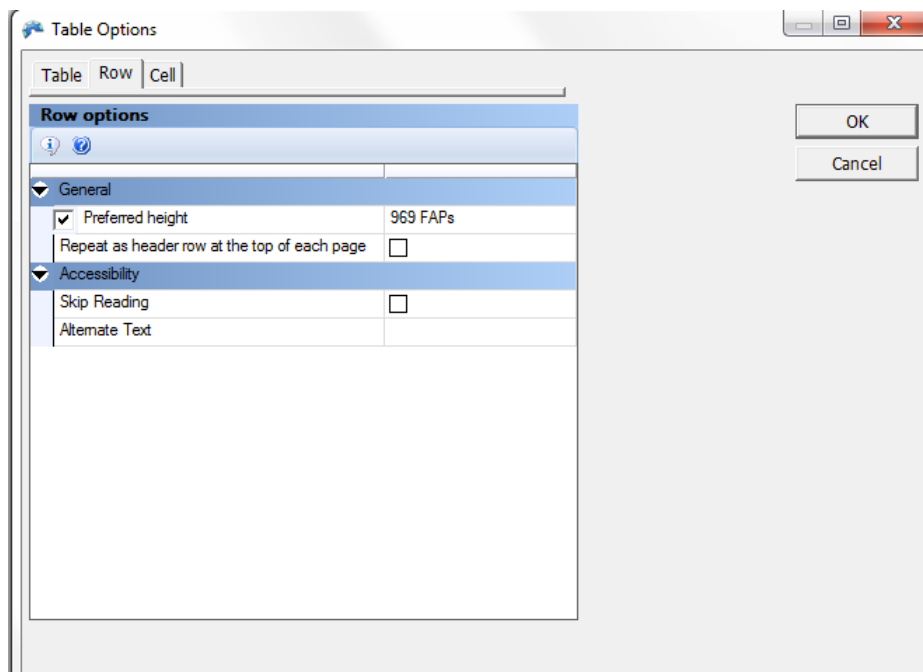 Table Options
Table Row Cell
Row options
OK
Cancel
General
Preferred height 969 FAPs
Repeat as header row at the top of each page
Accessibility
Skip Reading
Alternate Text